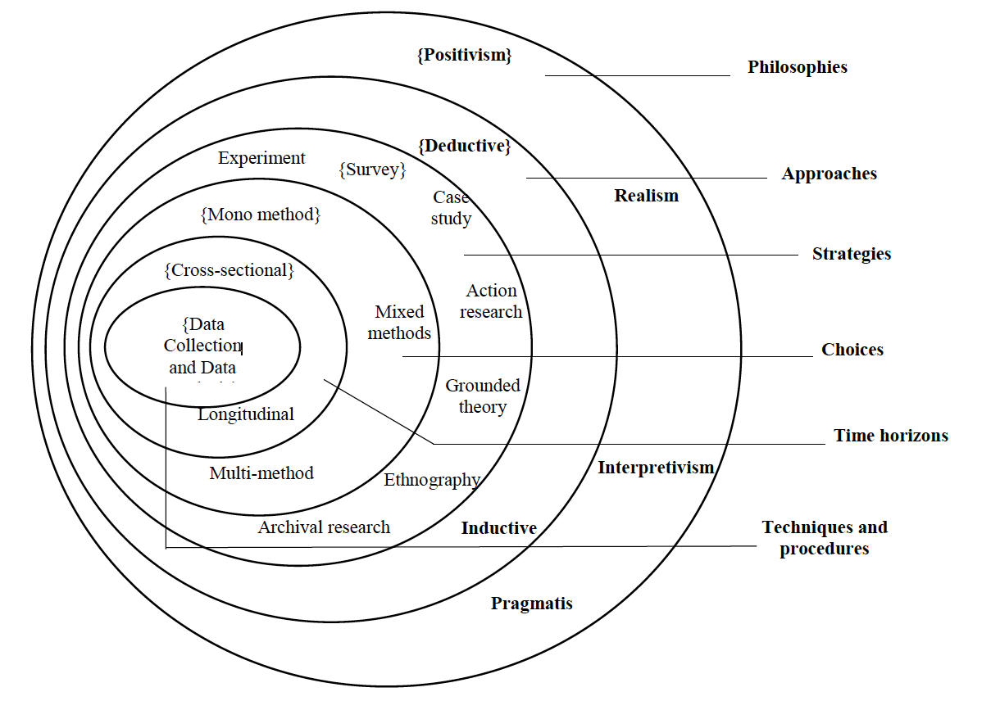 {Positivism}
Philosophies
{Deductive}
Experiment
{Survey}
Approaches
Realism
Case
study
{Mono method}
Strategies
{Cross-sectional}
Action
research
Mixed
methods
{Data
Collection
and Data
Choices
Grounded
theory
Longitudinal
Time horizons
Interpretivism
Multi-method
Ethnography
Archival research
Inductive
Techniques and
procedures
Pragmatis